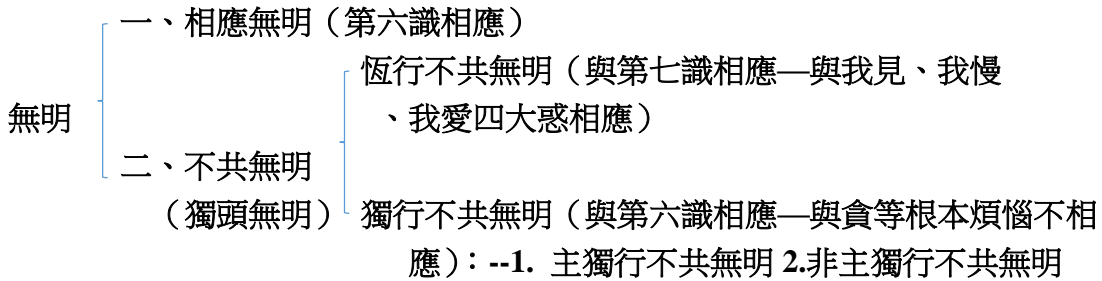 一、相應無明（第六識相應）
恆行不共無明（與第七識相應—與我見、我慢
無明
、我愛四大惑相應）
二、不共無明
（獨頭無明）
獨行不共無明（與第六識相應—與貪等根本煩惱不相
應）：--1. 主獨行不共無明 2.非主獨行不共無明